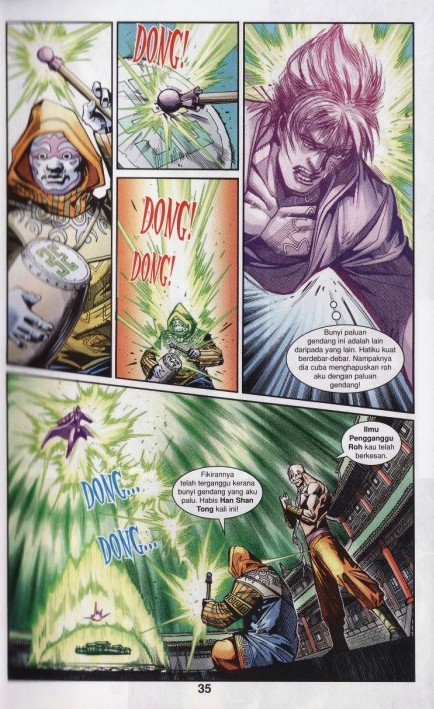 DONG!
DONG!
DONG!
Bunyi paluan
gendang ini adalah lain
daripada yang lain. Hatiku kuat
berdebar-debar. Nampaknya
dia cuba menghapuskan roh
aku dengan paluan
gendang!
DONG...
DONG...
Fikirannya
telah terganggu kerana
bunyi gendang yang aku
palu. Habis Han Shan
Tong kali ini!
Ilmu
Pengganggu
Roh kau telah
berkesan.
35